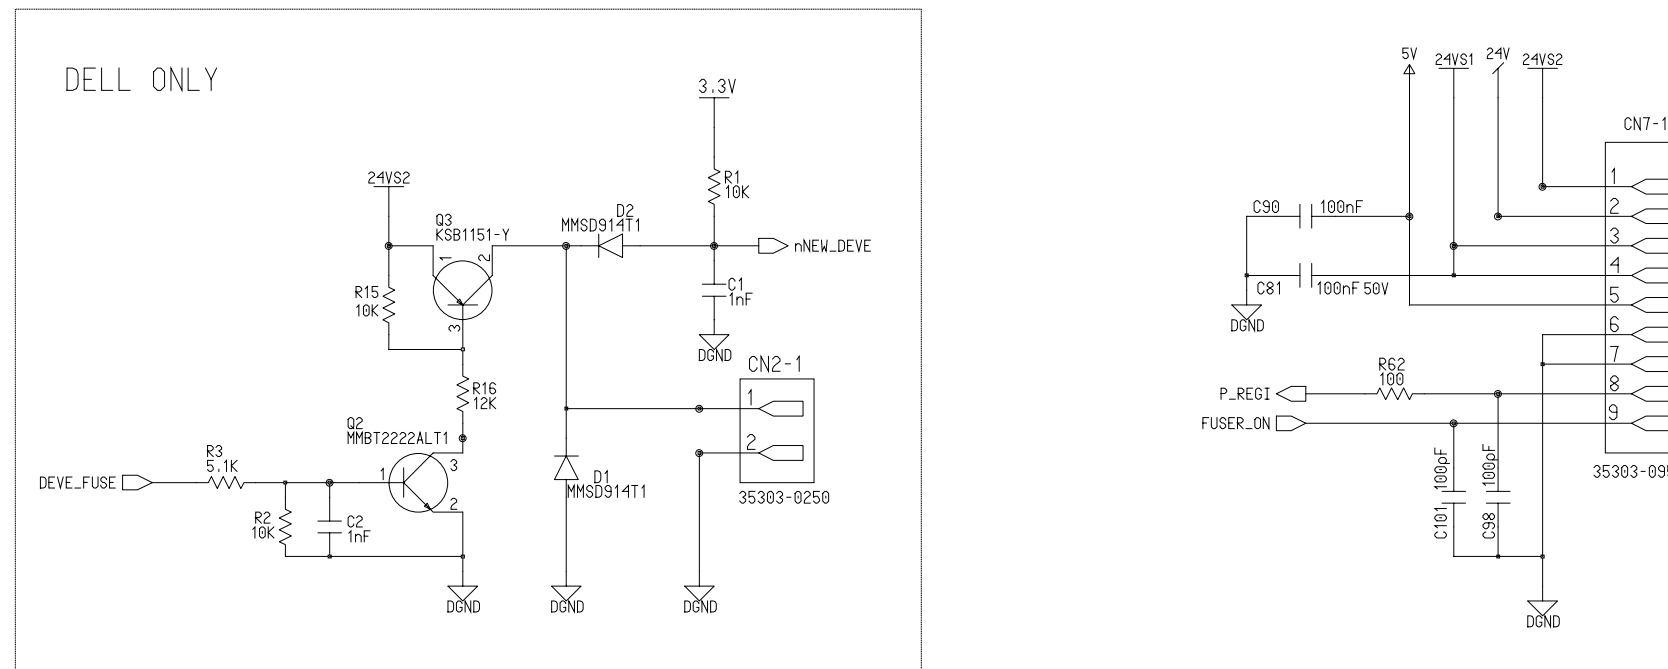 DELL ONLY
3.3V
R1
10K
24VS2
Q3
KSB1151-Y
1
2
3
D2
MMSD914T1
nNEW_DEVE
R15
10K
C1
1nF
DGND
CN2-1
1
2
35303-0250
R16
12K
Q2
MMBT2222ALT1
1
3
2
R3
5.1K
DEVE_FUSE
R2
10K
C2
1nF
D1
MMSD914T1
DGND
DGND
DGND
5V
24VS1
24V
24VS2
CN7-1
1
2
3
4
5
6
7
8
9
C90
100nF
C81
100nF 50V
DGND
R62
100
P_REGI
FUSER_ON
C101
100pF
C98
100pF
35303-095
DGND